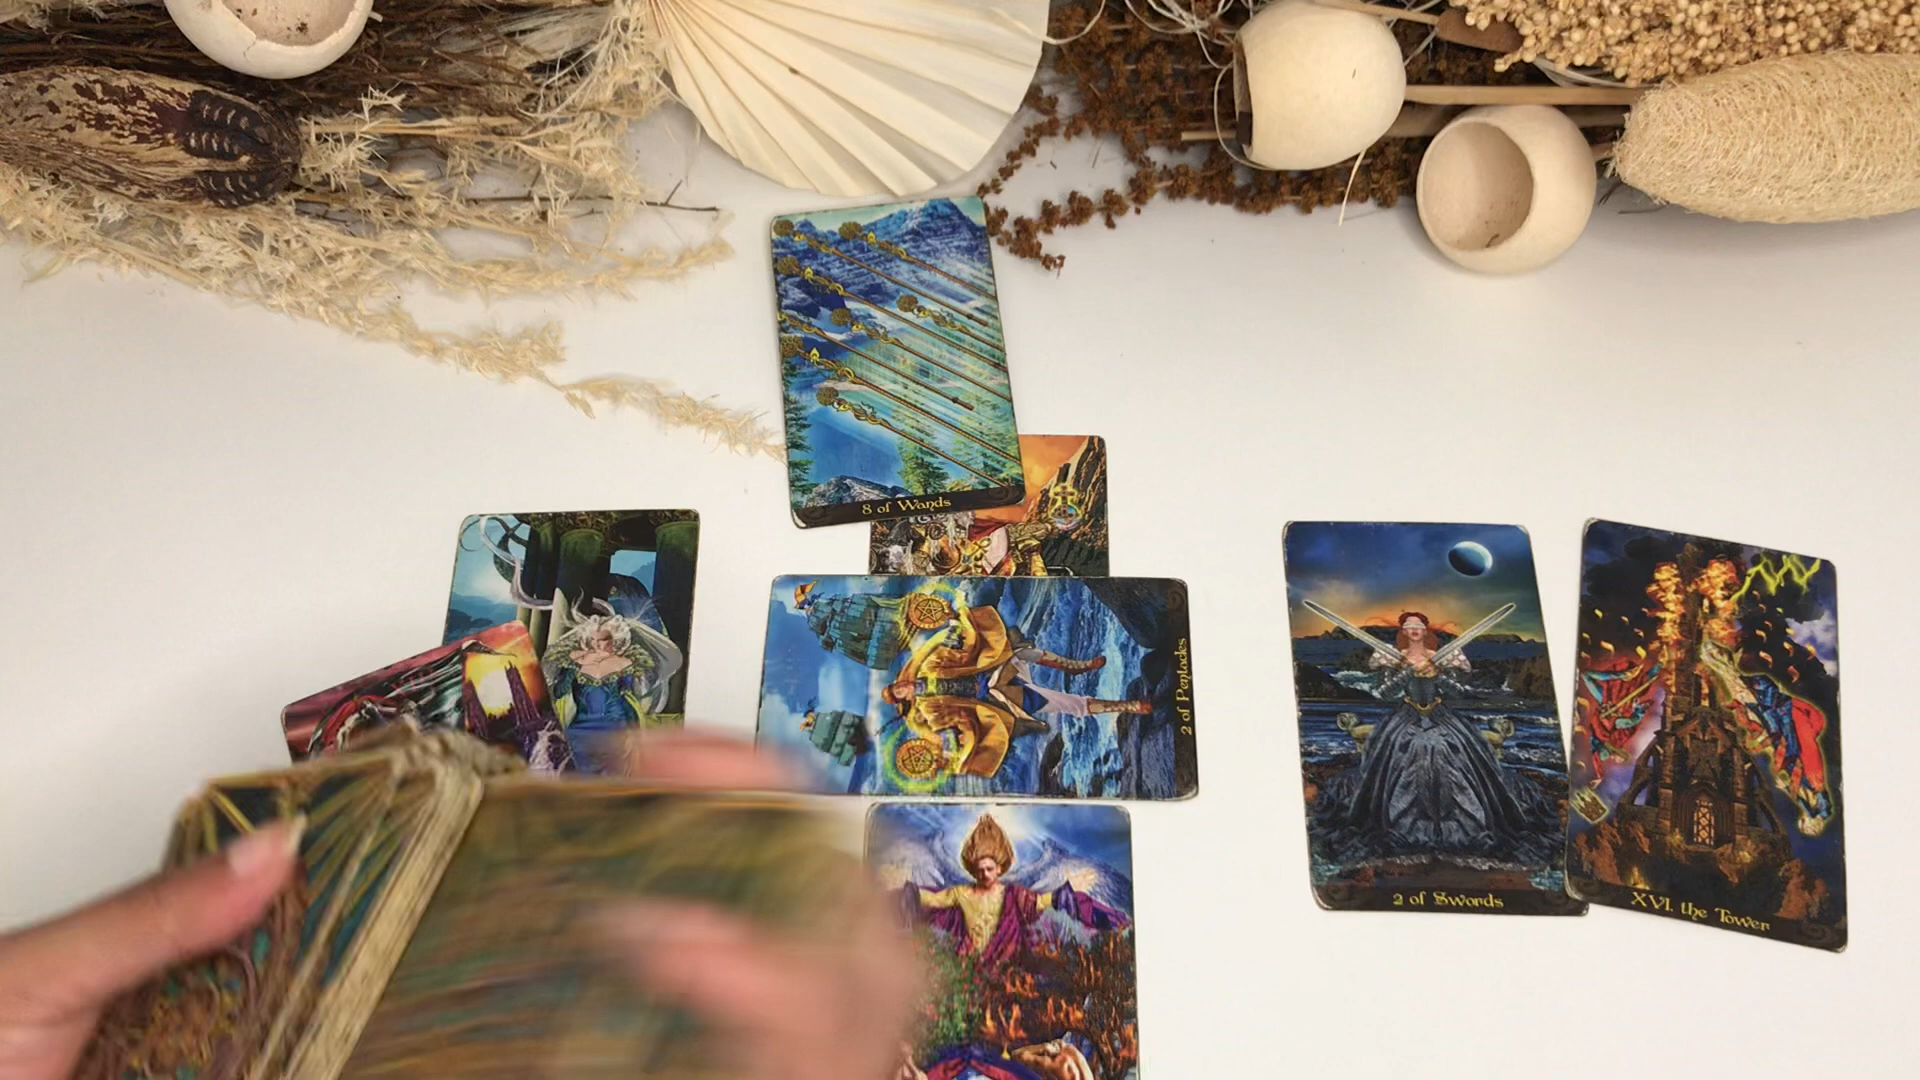 8 of Wands
2 of Pentacles
2 of Swords
XVI. the Tower